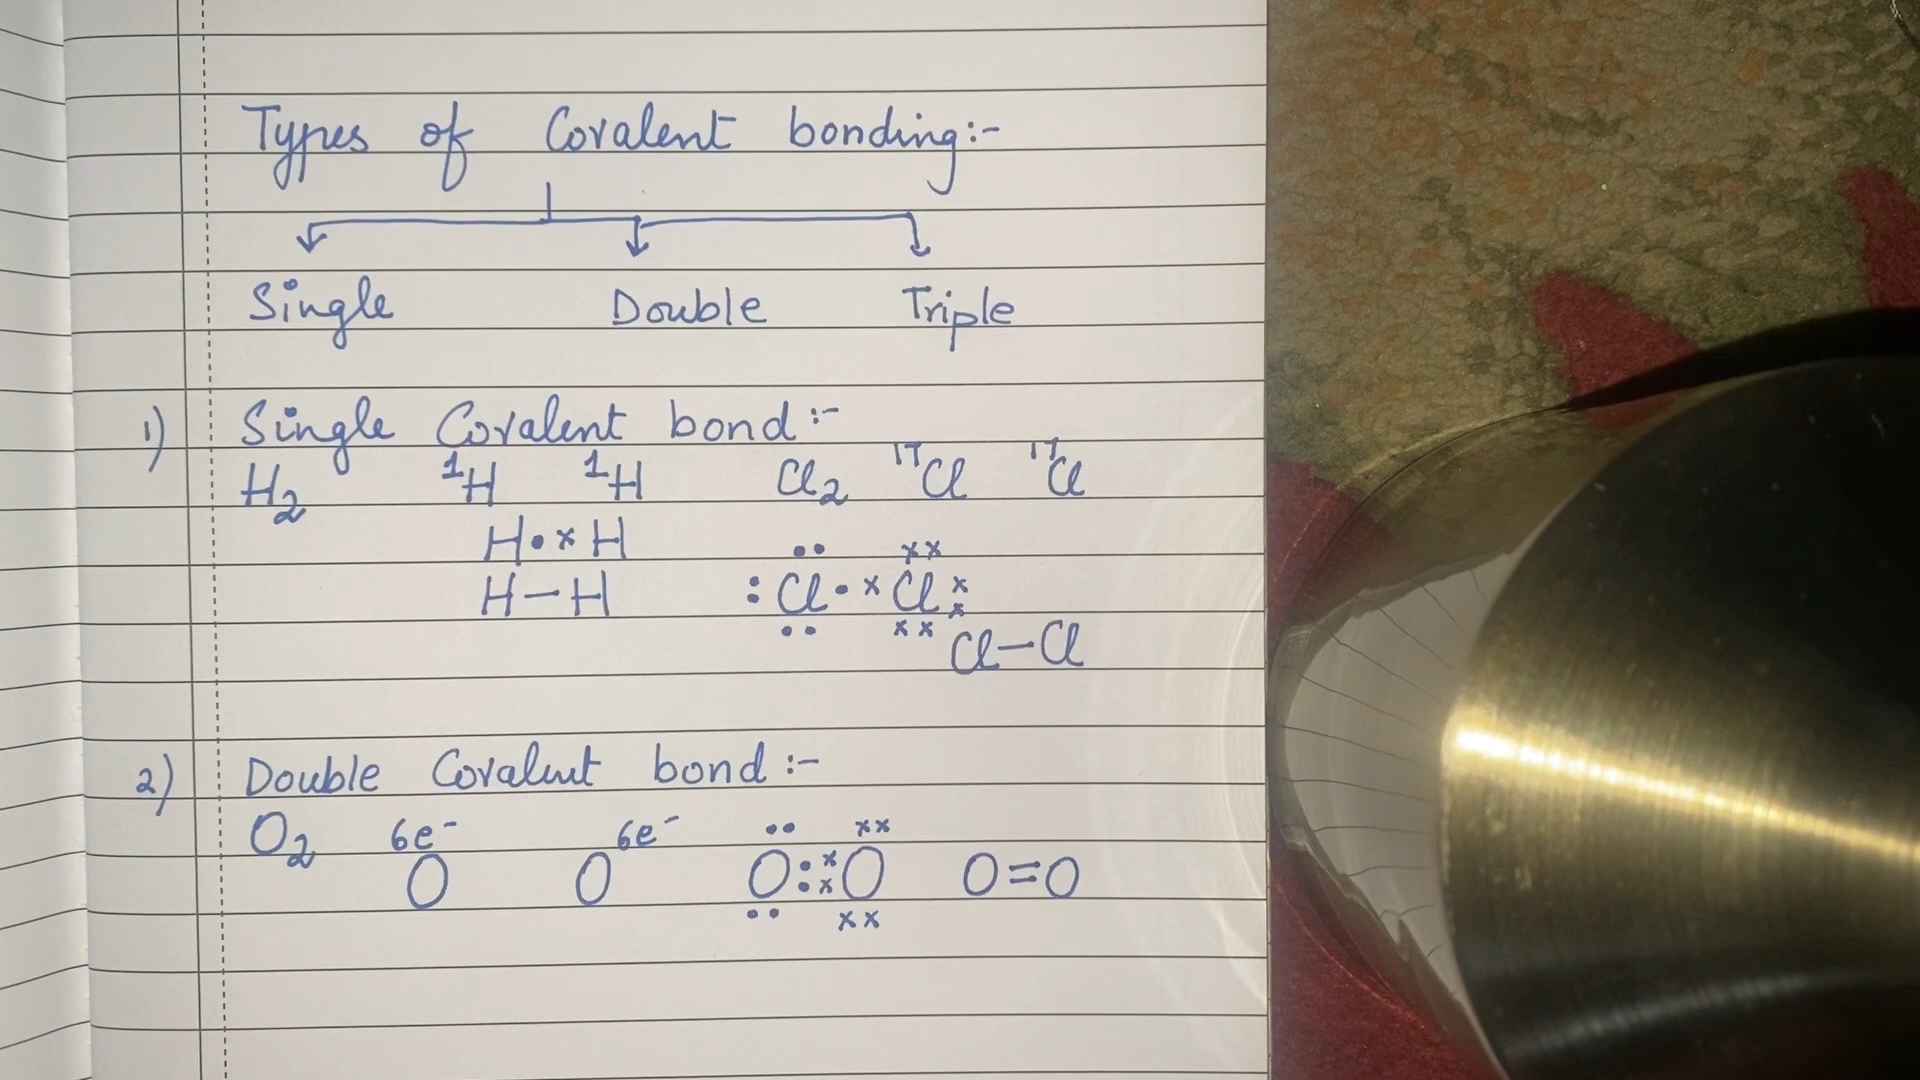 Types of Covalent bonding:-
Single Double Triple
1) Single Covalent bond:-
H₂ ¹H ¹H Cl₂ ¹⁷Cl ¹⁷Cl
H•×H
•• ××
H–H :Cl•×Cl×× 
•• ××
Cl–Cl
2) Double Covalent bond:-
O₂ 6e⁻ 6e⁻ •• ××
O O O:××O O=O
•• ××